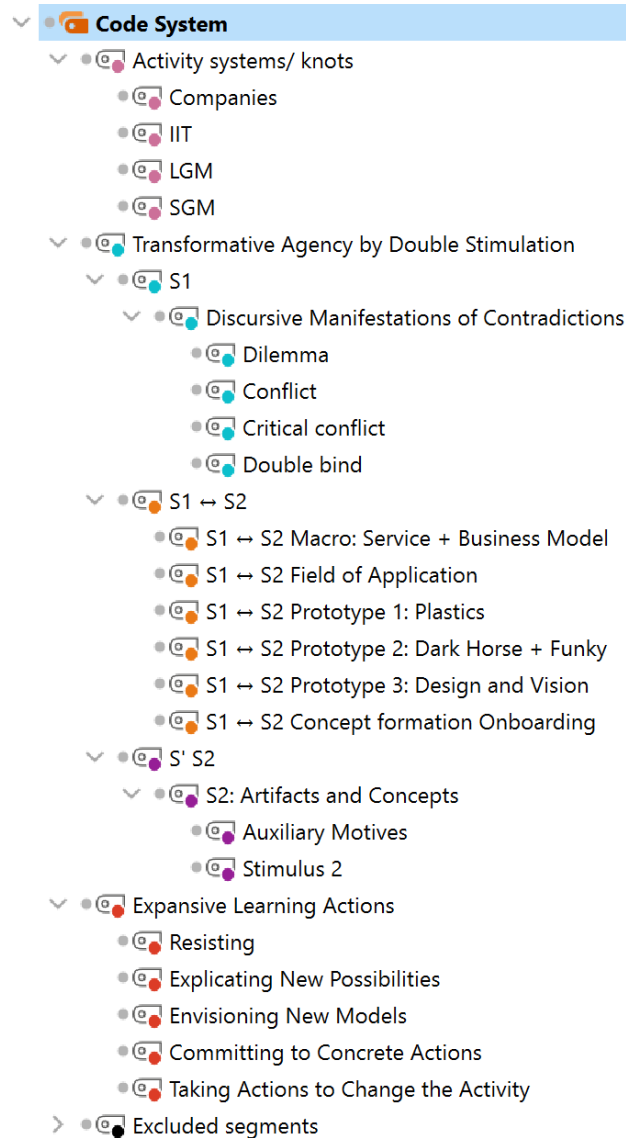 Code System
Activity systems/ knots
Companies
IIT
LGM
SGM
Transformative Agency by Double Stimulation
S1
Discursive Manifestations of Contradictions
Dilemma
Conflict
Critical conflict
Double bind
S1 ↔ S2
S1 ↔ S2 Macro: Service + Business Model
S1 ↔ S2 Field of Application
S1 ↔ S2 Prototype 1: Plastics
S1 ↔ S2 Prototype 2: Dark Horse + Funky
S1 ↔ S2 Prototype 3: Design and Vision
S1 ↔ S2 Concept formation Onboarding
S' S2
S2: Artifacts and Concepts
Auxiliary Motives
Stimulus 2
Expansive Learning Actions
Resisting
Explicating New Possibilities
Envisioning New Models
Committing to Concrete Actions
Taking Actions to Change the Activity
Excluded segments